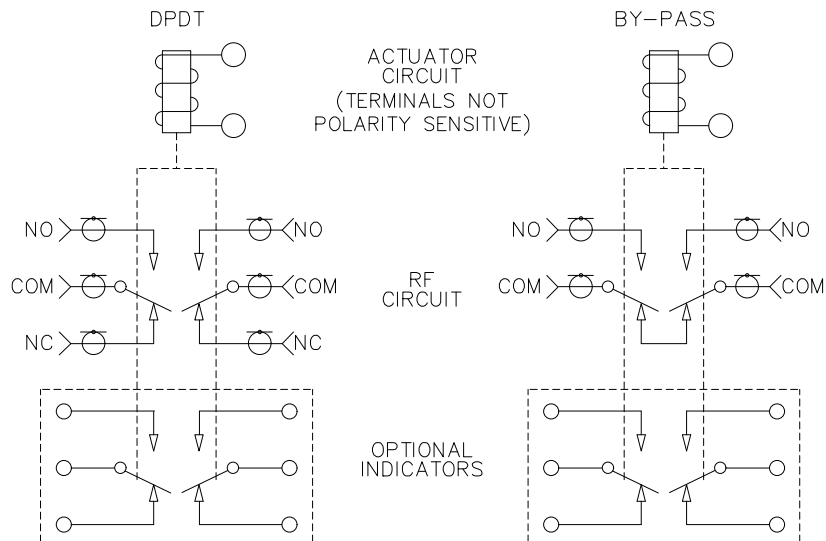 DPDT
BY-PASS
ACTUATOR
CIRCUIT
(TERMINALS NOT
POLARITY SENSITIVE)
NO
NO
NO
NO
COM
COM
RF
CIRCUIT
COM
COM
NC
NC
OPTIONAL
INDICATORS